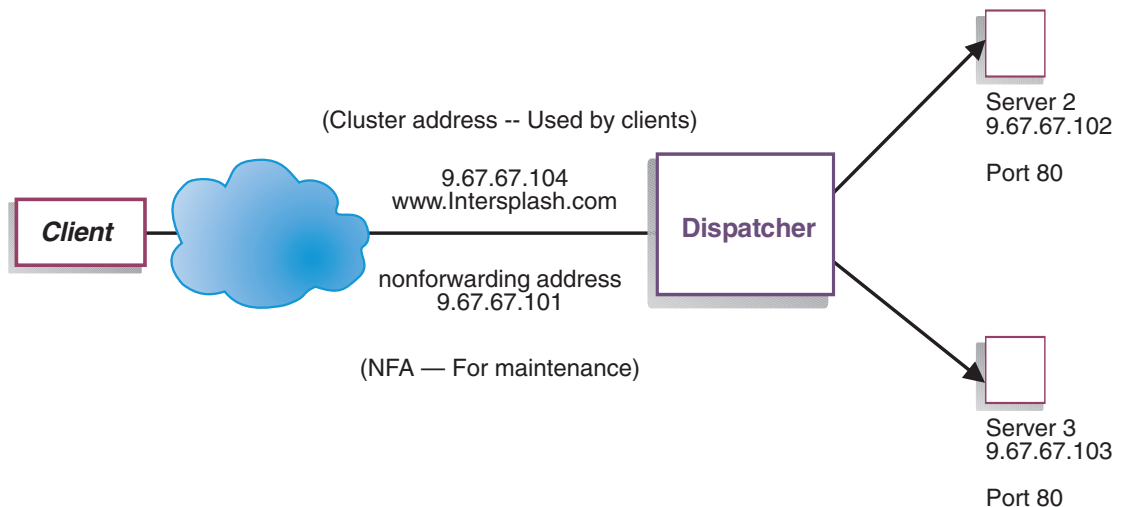 (Cluster address -- Used by clients)
9.67.67.104
www.Intersplash.com
Client
Dispatcher
nonforwarding address
9.67.67.101
(NFA — For maintenance)
Server 2
9.67.67.102
Port 80
Server 3
9.67.67.103
Port 80